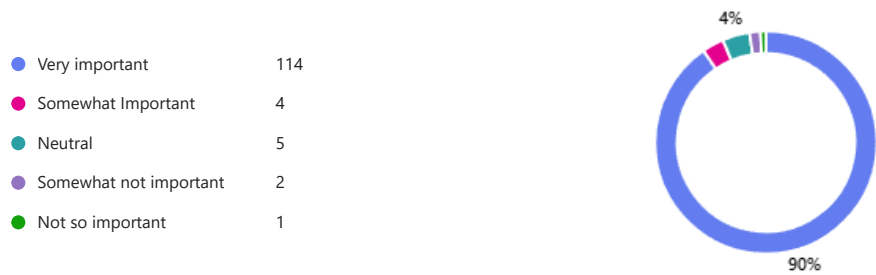 4%
Very important 114
Somewhat Important 4
Neutral 5
Somewhat not important 2
Not so important 1
90%